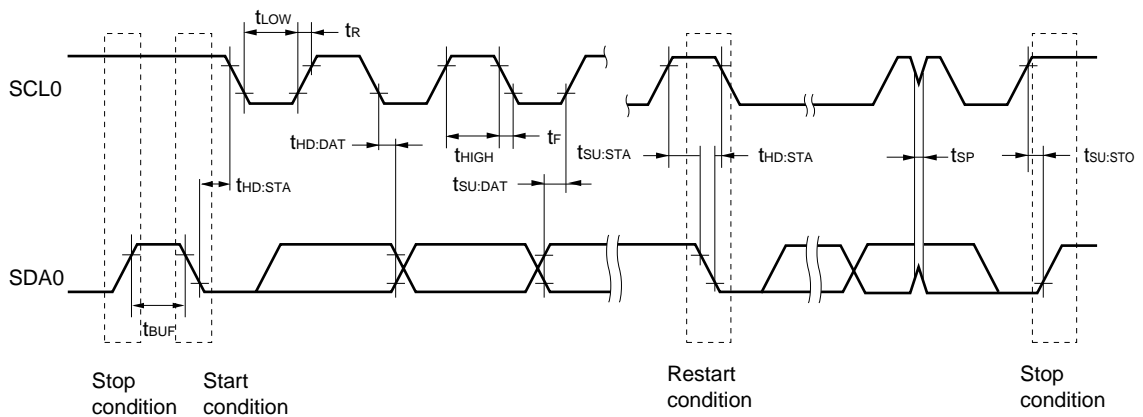 tLOW
tR
SCL0
tHD:DAT
tHIGH
tF
tSU:STA
tHD:STA
tSP
tSU:STO
tHD:STA
tSU:DAT
SDA0
tBUF
Stop
condition
Start
condition
Restart
condition
Stop
condition